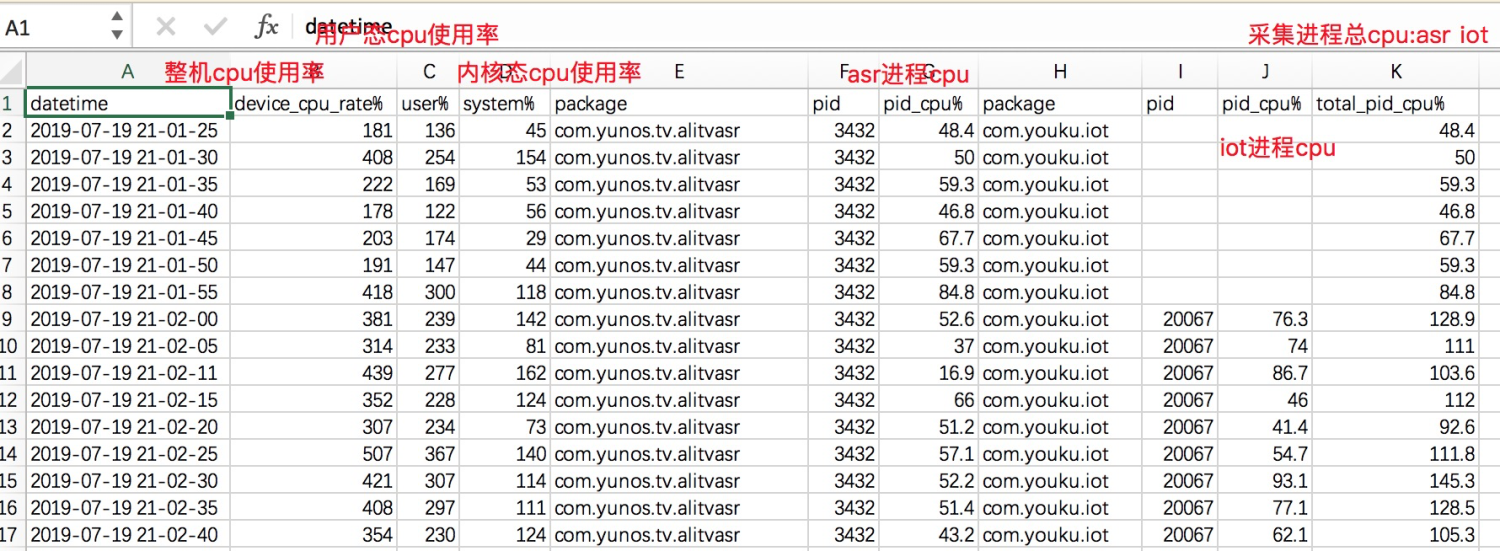 A1 fx datetime
用户态cpu使用率 采集进程总cpu:asr iot
A B C D E F G H I J K
整机cpu使用率 内核态cpu使用率 asr进程cpu
1 datetime device_cpu_rate% user% system% package pid pid_cpu% package pid pid_cpu% total_pid_cpu%
2 2019-07-19 21-01-25 181 136 45 com.yunos.tv.alitvasr 3432 48.4 com.youku.iot 48.4
iot进程cpu
3 2019-07-19 21-01-30 408 254 154 com.yunos.tv.alitvasr 3432 50 com.youku.iot 50
4 2019-07-19 21-01-35 222 169 53 com.yunos.tv.alitvasr 3432 59.3 com.youku.iot 59.3
5 2019-07-19 21-01-40 178 122 56 com.yunos.tv.alitvasr 3432 46.8 com.youku.iot 46.8
6 2019-07-19 21-01-45 203 174 29 com.yunos.tv.alitvasr 3432 67.7 com.youku.iot 67.7
7 2019-07-19 21-01-50 191 147 44 com.yunos.tv.alitvasr 3432 59.3 com.youku.iot 59.3
8 2019-07-19 21-01-55 418 300 118 com.yunos.tv.alitvasr 3432 84.8 com.youku.iot 84.8
9 2019-07-19 21-02-00 381 239 142 com.yunos.tv.alitvasr 3432 52.6 com.youku.iot 20067 76.3 128.9
10 2019-07-19 21-02-05 314 233 81 com.yunos.tv.alitvasr 3432 37 com.youku.iot 20067 74 111
11 2019-07-19 21-02-11 439 277 162 com.yunos.tv.alitvasr 3432 16.9 com.youku.iot 20067 86.7 103.6
12 2019-07-19 21-02-15 352 228 124 com.yunos.tv.alitvasr 3432 66 com.youku.iot 20067 46 112
13 2019-07-19 21-02-20 307 234 73 com.yunos.tv.alitvasr 3432 51.2 com.youku.iot 20067 41.4 92.6
14 2019-07-19 21-02-25 507 367 140 com.yunos.tv.alitvasr 3432 57.1 com.youku.iot 20067 54.7 111.8
15 2019-07-19 21-02-30 421 307 114 com.yunos.tv.alitvasr 3432 52.2 com.youku.iot 20067 93.1 145.3
16 2019-07-19 21-02-35 408 297 111 com.yunos.tv.alitvasr 3432 51.4 com.youku.iot 20067 77.1 128.5
17 2019-07-19 21-02-40 354 230 124 com.yunos.tv.alitvasr 3432 43.2 com.youku.iot 20067 62.1 105.3